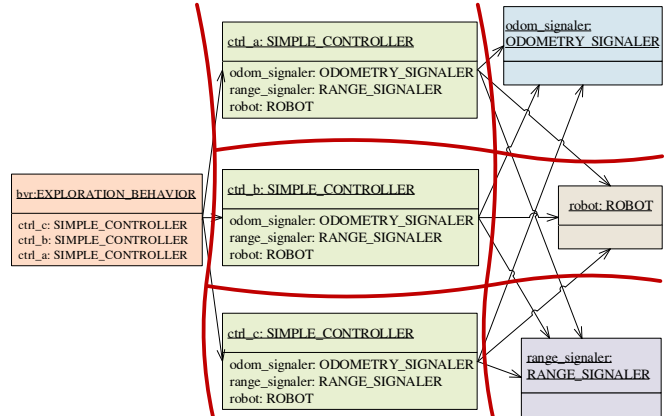 ctrl_a: SIMPLE_CONTROLLER
odom_signaler: ODOMETRY_SIGNALER
range_signaler: RANGE_SIGNALER
robot: ROBOT
odom_signaler:
ODOMETRY_SIGNALER
bvr:EXPLORATION_BEHAVIOR
ctrl_c: SIMPLE_CONTROLLER
ctrl_b: SIMPLE_CONTROLLER
ctrl_a: SIMPLE_CONTROLLER
ctrl_b: SIMPLE_CONTROLLER
odom_signaler: ODOMETRY_SIGNALER
range_signaler: RANGE_SIGNALER
robot: ROBOT
robot: ROBOT
ctrl_c: SIMPLE_CONTROLLER
odom_signaler: ODOMETRY_SIGNALER
range_signaler: RANGE_SIGNALER
robot: ROBOT
range_signaler:
RANGE_SIGNALER